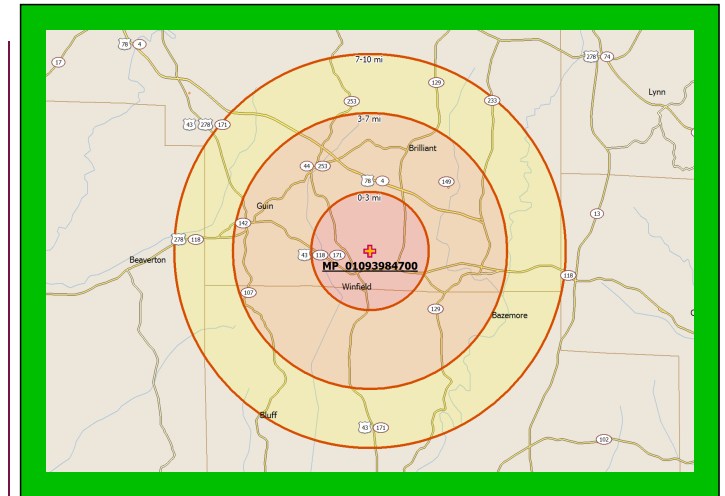 78 4
278 74
17
7-10 mi
129
Lynn
253
233
43 278 171
3-7 mi
Brilliant
44 253
78 4
149
0-3 mi
Guin
13
142
278 118
43 118 171
Beaverton
MP_01093984700
118
Winfield
107
129
Bazemore
Bluff
43 171
102